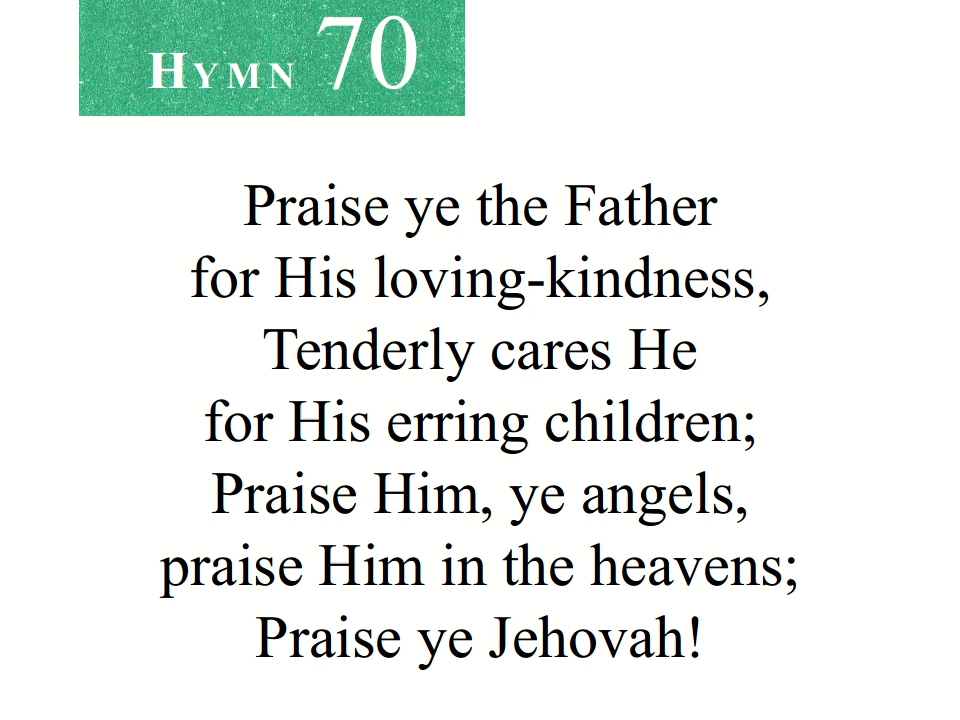 HYMN 70
Praise ye the Father
for His loving-kindness,
Tenderly cares He
for His erring children;
Praise Him, ye angels,
praise Him in the heavens;
Praise ye Jehovah!